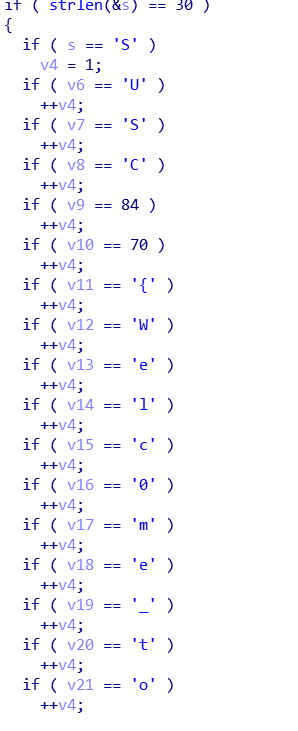 if ( strlen(&s) == 30 )
{
  if ( s == 'S' )
    v4 = 1;
  if ( v6 == 'U' )
    ++v4;
  if ( v7 == 'S' )
    ++v4;
  if ( v8 == 'C' )
    ++v4;
  if ( v9 == 84 )
    ++v4;
  if ( v10 == 70 )
    ++v4;
  if ( v11 == '{' )
    ++v4;
  if ( v12 == 'W' )
    ++v4;
  if ( v13 == 'e' )
    ++v4;
  if ( v14 == 'l' )
    ++v4;
  if ( v15 == 'c' )
    ++v4;
  if ( v16 == '0' )
    ++v4;
  if ( v17 == 'm' )
    ++v4;
  if ( v18 == 'e' )
    ++v4;
  if ( v19 == '_' )
    ++v4;
  if ( v20 == 't' )
    ++v4;
  if ( v21 == 'o' )
    ++v4;